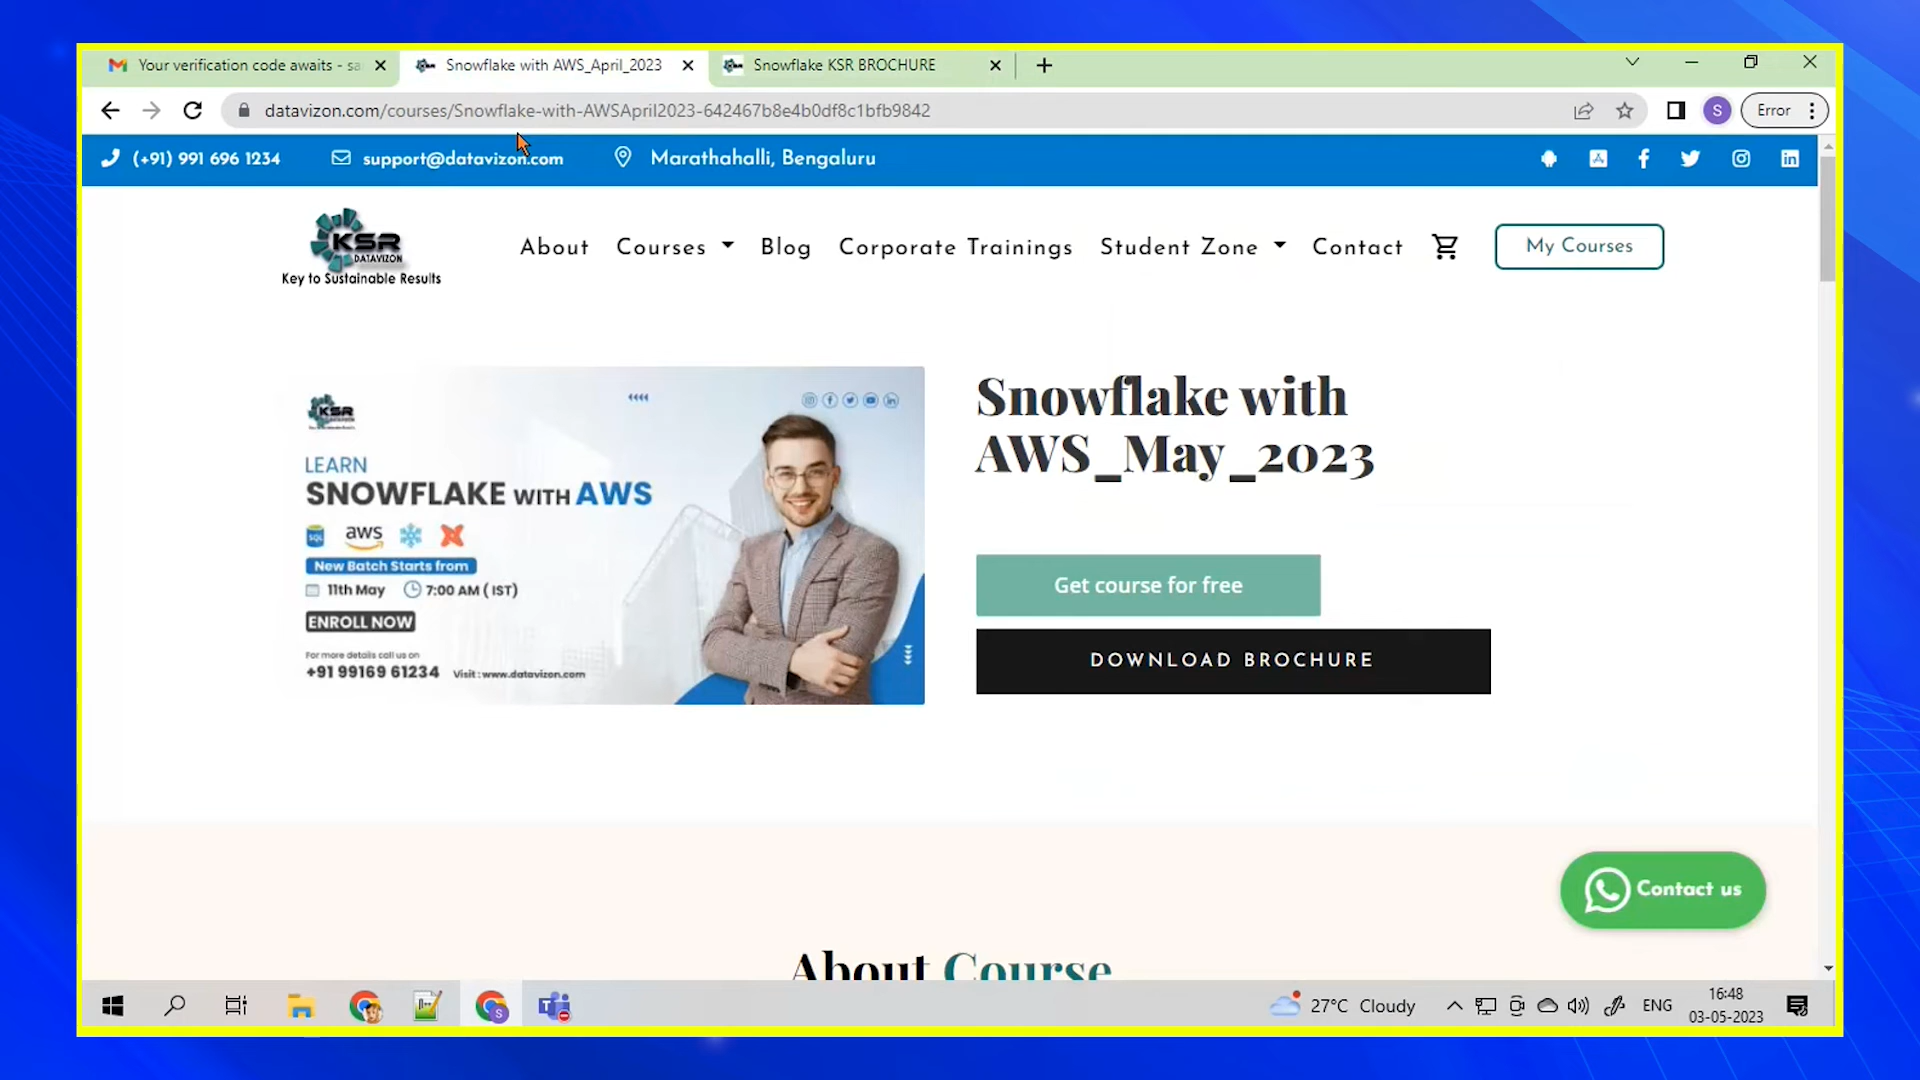 Your verification code awaits - sa
Snowflake with AWS_April_2023
Snowflake KSR BROCHURE
datavizon.com/courses/Snowflake-with-AWSApril2023-642467b8e4b0df8c1bfb9842
S
Error
(+91) 991 696 1234
support@datavizon.com
Marathahalli, Bengaluru
KSR
DATAVIZON
Key to Sustainable Results
About
Courses
Blog
Corporate Trainings
Student Zone
Contact
My Courses
KSR
LEARN
SNOWFLAKE WITH AWS
SQL
aws
New Batch Starts from
11th May
7:00 AM ( IST)
ENROLL NOW
For more details call us on
+91 99169 61234
Visit : www.datavizon.com
Snowflake with
AWS_May_2023
Get course for free
DOWNLOAD BROCHURE
Contact us
About Course
27°C Cloudy
ENG
16:48
03-05-2023